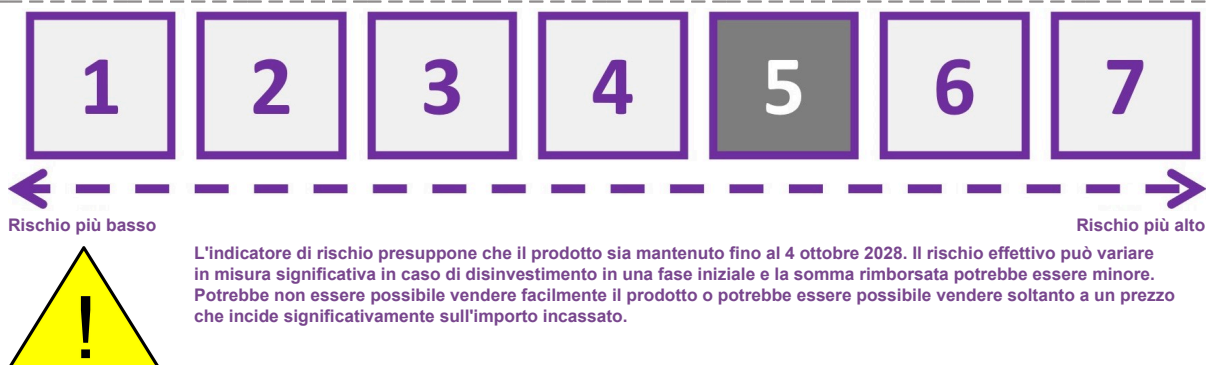 1 2 3 4 5 6 7
Rischio più basso Rischio più alto
L'indicatore di rischio presuppone che il prodotto sia mantenuto fino al 4 ottobre 2028. Il rischio effettivo può variare
in misura significativa in caso di disinvestimento in una fase iniziale e la somma rimborsata potrebbe essere minore.
Potrebbe non essere possibile vendere facilmente il prodotto o potrebbe essere possibile vendere soltanto a un prezzo
che incide significativamente sull'importo incassato.
!